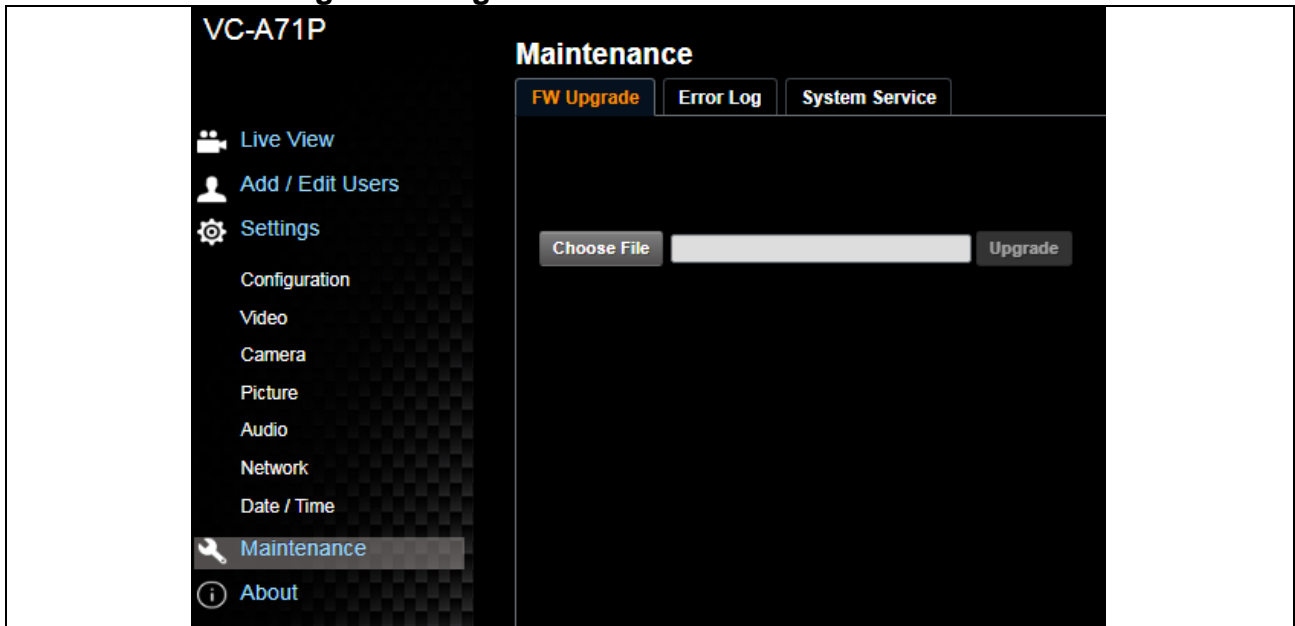 VC-A71P
Maintenance
FW Upgrade Error Log System Service
Live View
Add / Edit Users
Settings
Choose File Upgrade
Configuration
Video
Camera
Picture
Audio
Network
Date / Time
Maintenance
About